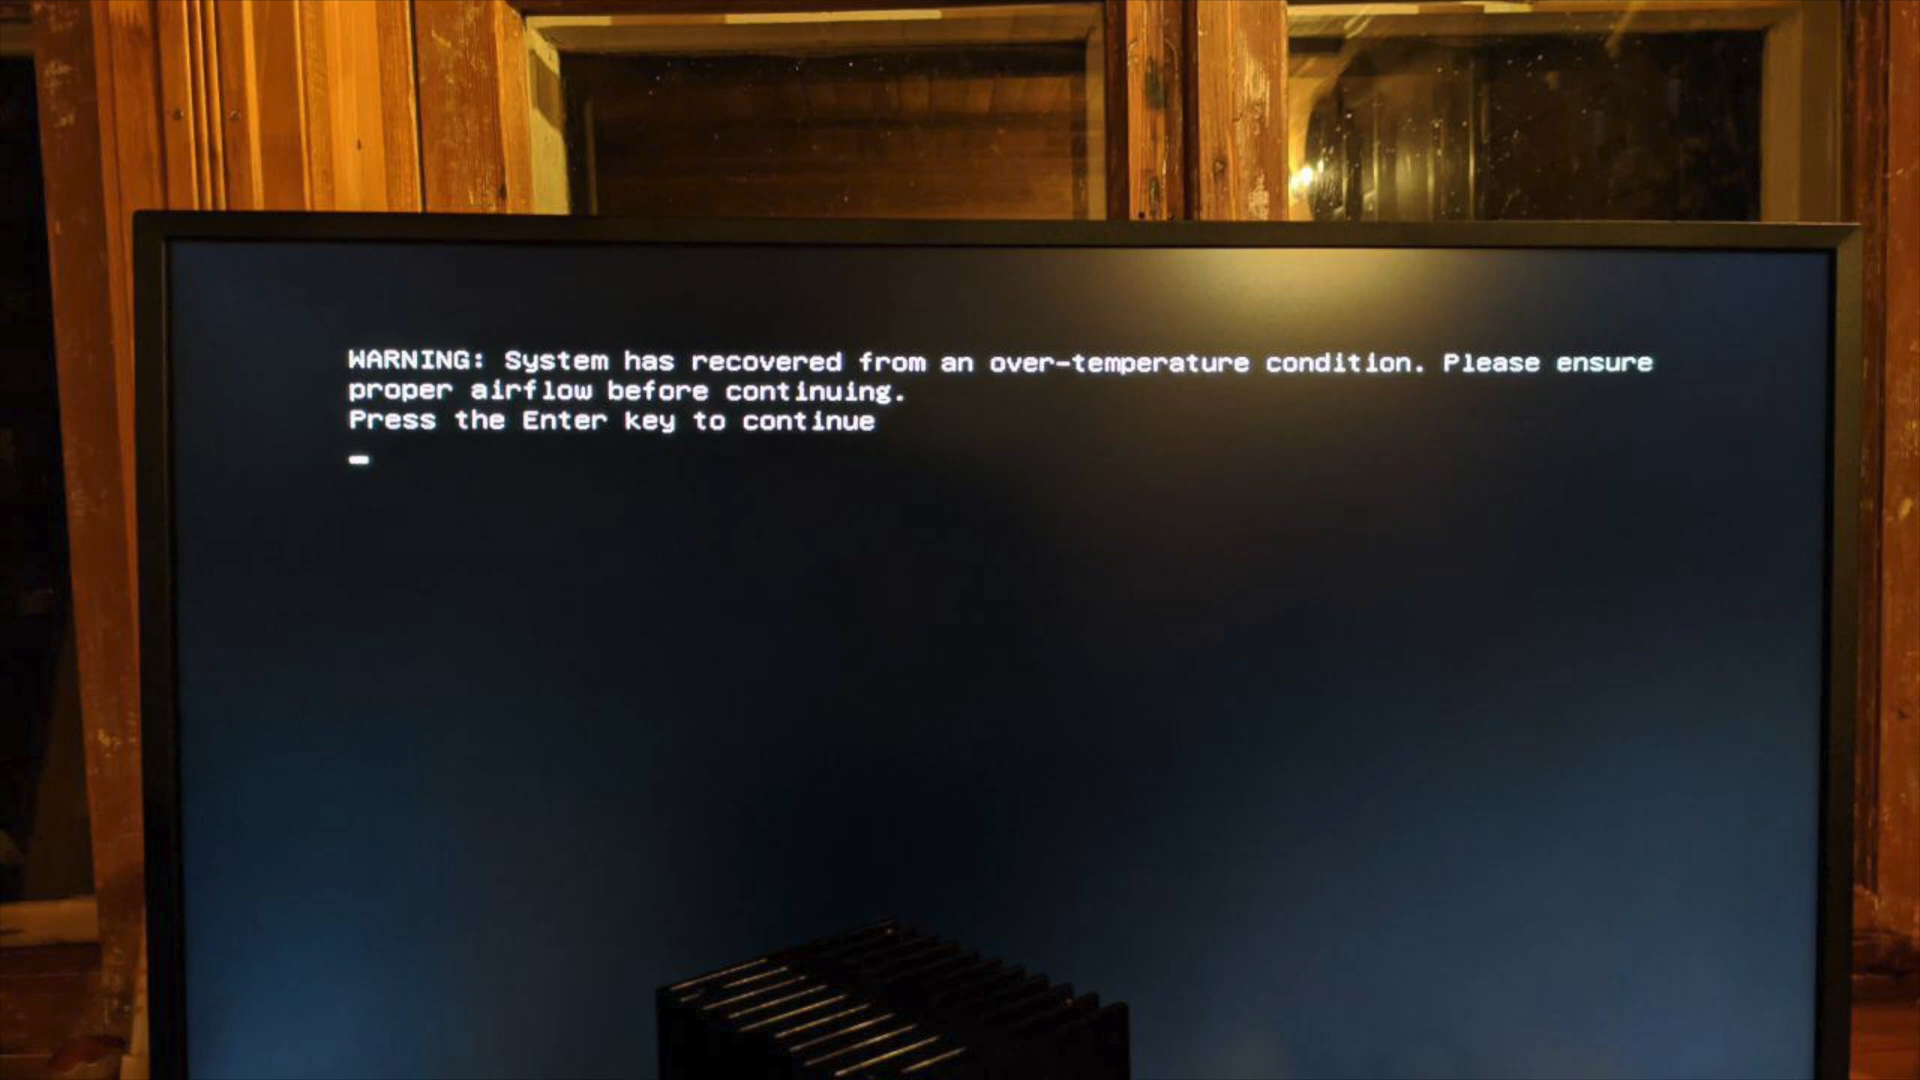 WARNING: System has recovered from an over-temperature condition. Please ensure
proper airflow before continuing.
Press the Enter key to continue